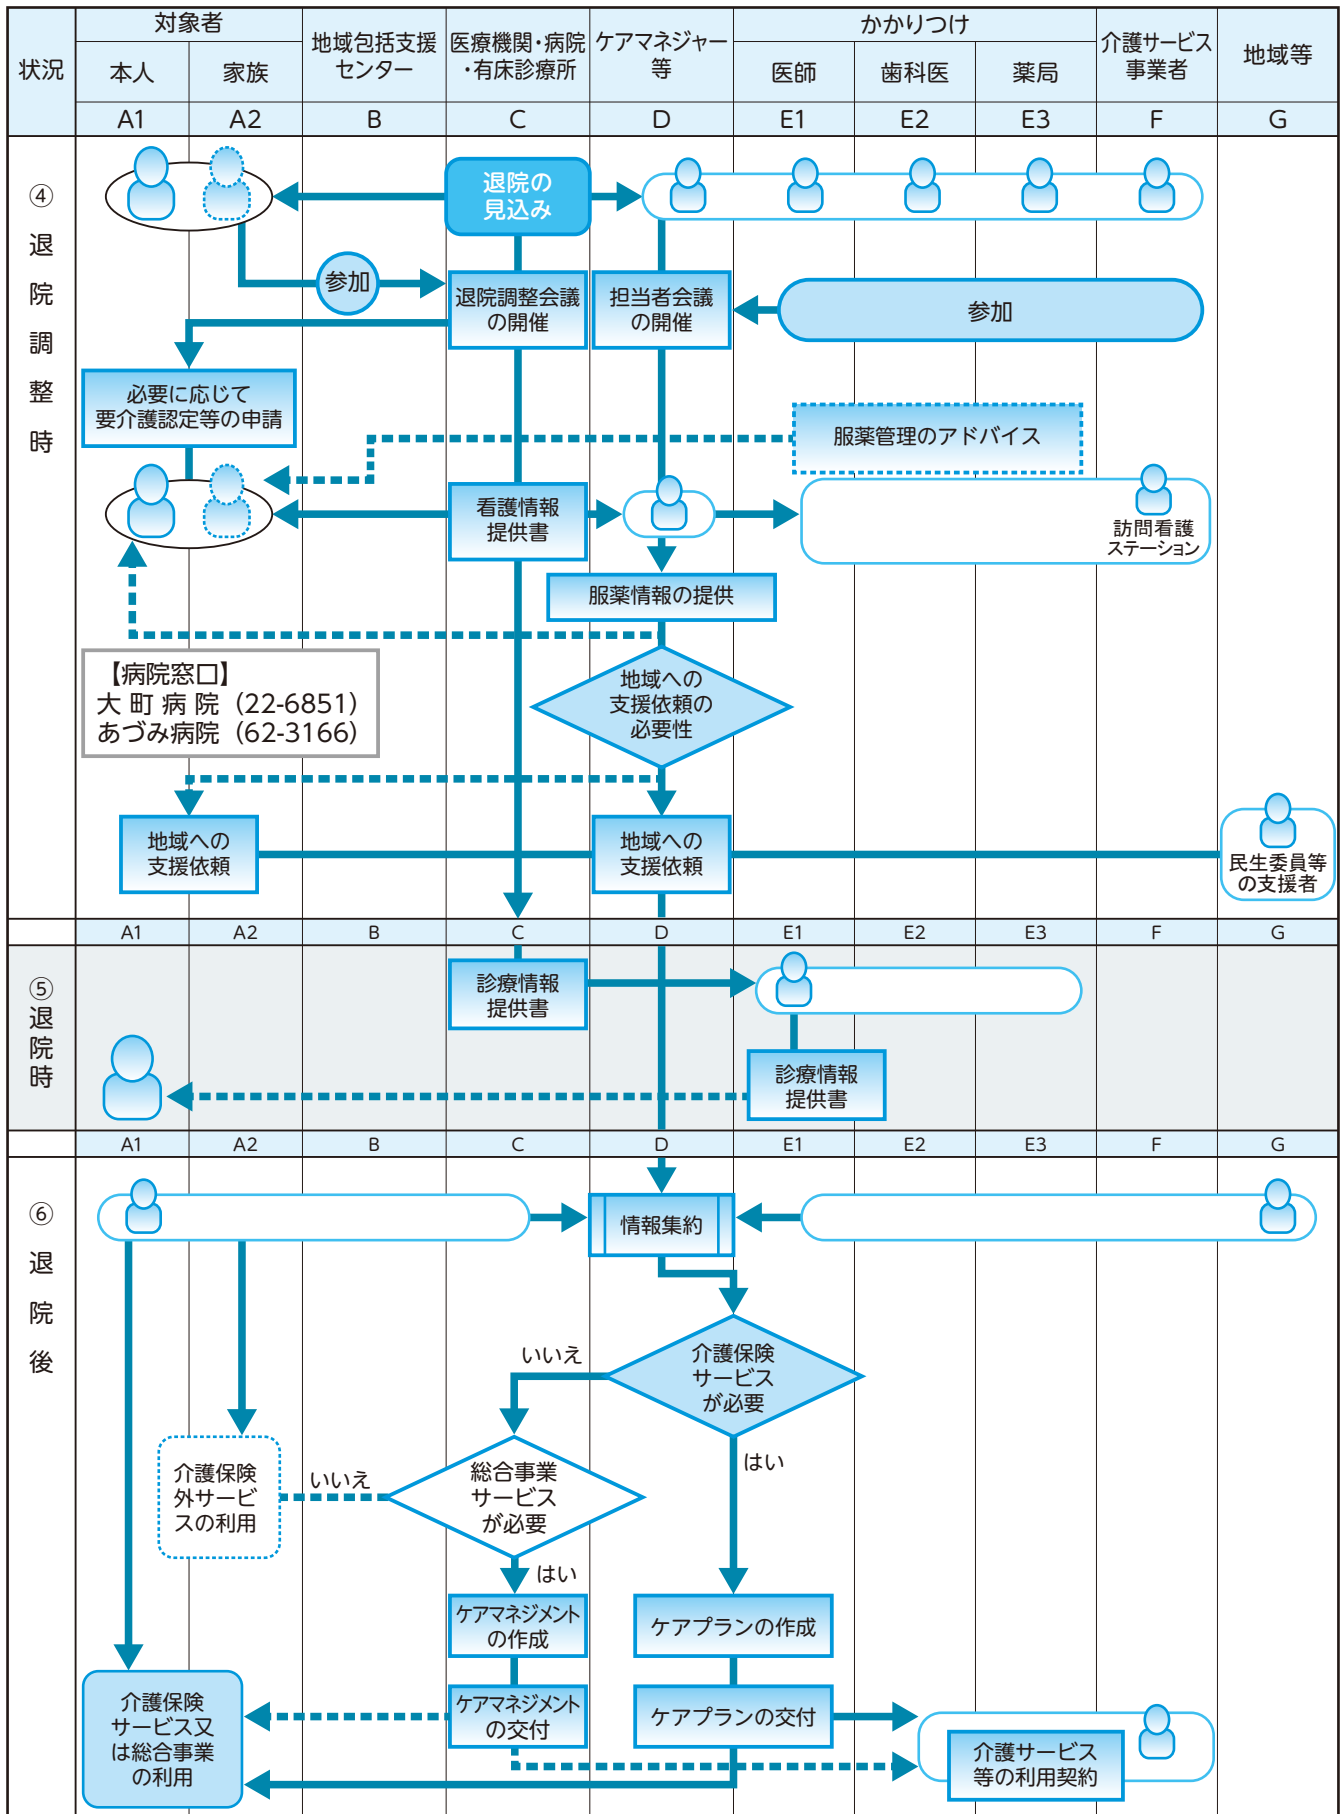 状況
対象者
本人
家族
地域包括支援
センター
医療機関・病院
・有床診療所
ケアマネジャー
等
かかりつけ
医師
歯科医
薬局
介護サービス
事業者
地域等
A1
A2
B
C
D
E1
E2
E3
F
G
④
退
院
調
整
時
退院の
見込み
参加
退院調整会議
の開催
担当者会議
の開催
参加
必要に応じて
要介護認定等の申請
服薬管理のアドバイス
看護情報
提供書
訪問看護
ステーション
服薬情報の提供
【病院窓口】
大町病院（22-6851）
あづみ病院（62-3166）
地域への
支援依頼の
必要性
地域への
支援依頼
地域への
支援依頼
民生委員等
の支援者
A1
A2
B
C
D
E1
E2
E3
F
G
⑤
退
院
時
診療情報
提供書
診療情報
提供書
A1
A2
B
C
D
E1
E2
E3
F
G
⑥
退
院
後
情報集約
介護保険
サービス
が必要
いいえ
はい
総合事業
サービス
が必要
いいえ
はい
介護保険
外サービ
スの利用
ケアマネジメント
の作成
ケアプランの作成
介護保険
サービス又
は総合事業
の利用
ケアマネジメント
の交付
ケアプランの交付
介護サービス
等の利用契約